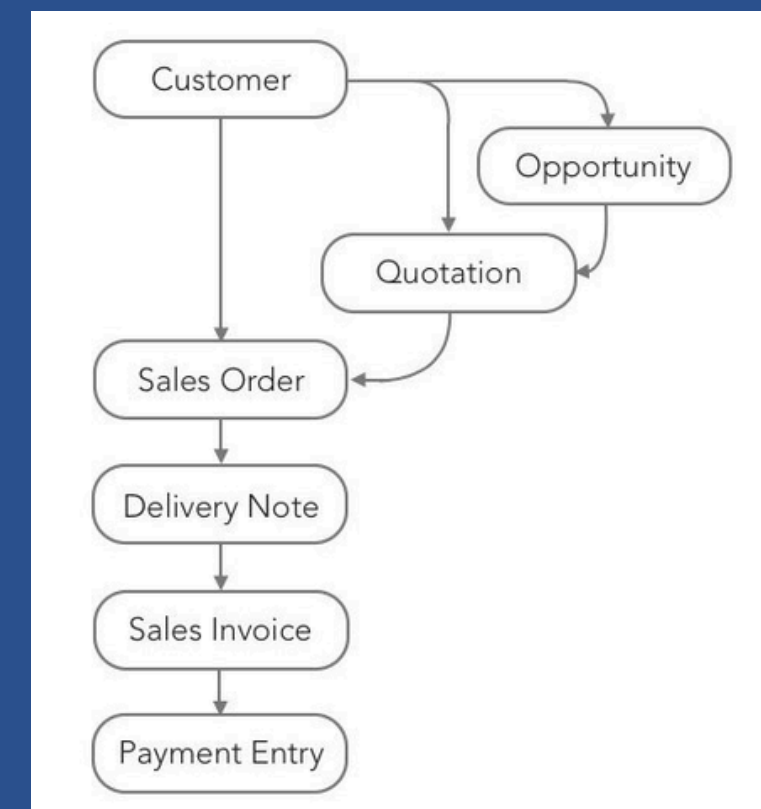 Customer
Opportunity
Quotation
Sales Order
Delivery Note
Sales Invoice
Payment Entry